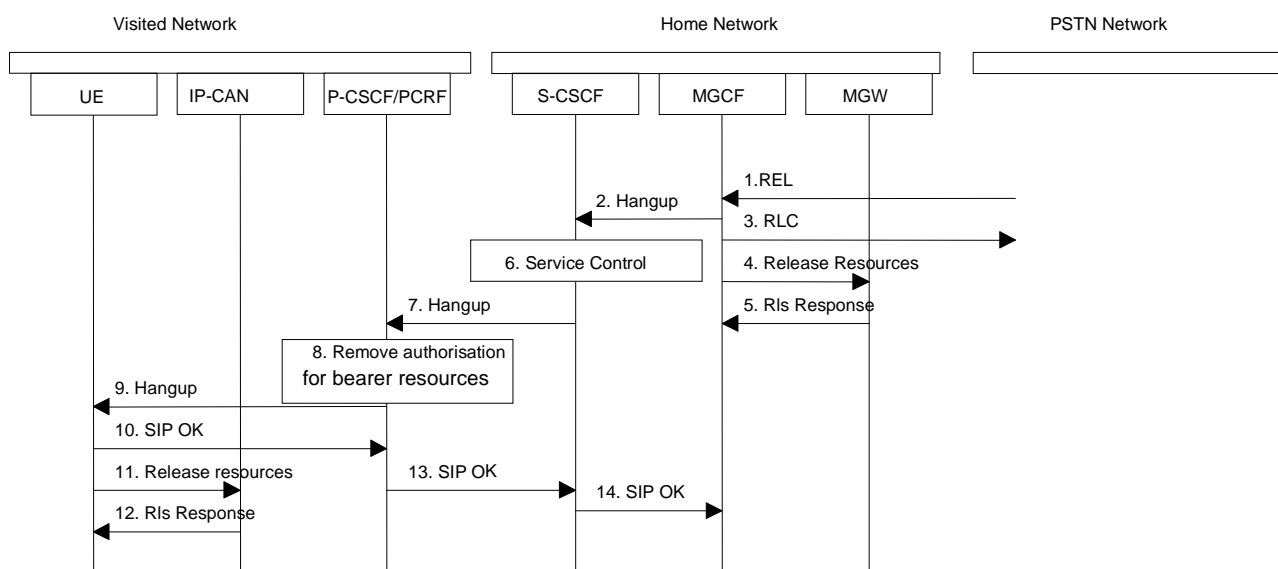 Visited Network
Home Network
PSTN Network
UE
IP-CAN
P-CSCF/PCRF
S-CSCF
MGCF
MGW
1.REL
2. Hangup
3. RLC
6. Service Control
4. Release Resources
7. Hangup
5. Rls Response
8. Remove authorisation
for bearer resources
9. Hangup
10. SIP OK
11. Release resources
13. SIP OK
14. SIP OK
12. Rls Response